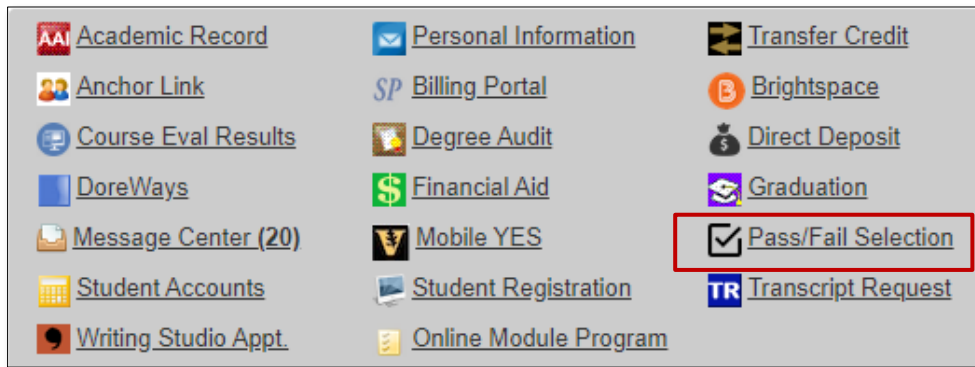 AAI Academic Record Personal Information Transfer Credit
Anchor Link SP Billing Portal B Brightspace
Course Eval Results Degree Audit $ Direct Deposit
DoreWays $ Financial Aid Graduation
Message Center (20) V Mobile YES Pass/Fail Selection
Student Accounts Student Registration TR Transcript Request
Writing Studio Appt. Online Module Program